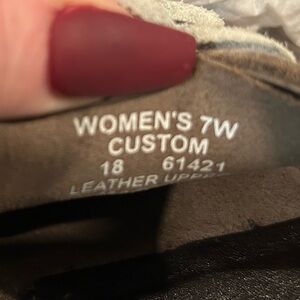 WOMEN'S 7W
CUSTOM
18 61421
LEATHER UPPER